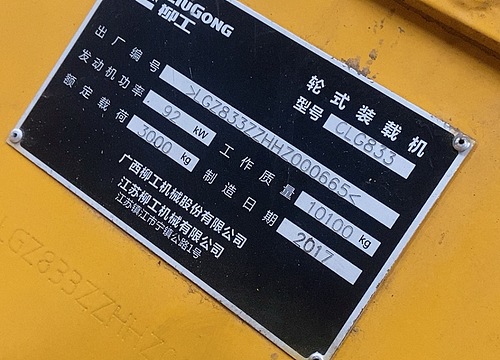 LIUGONG
柳工
轮式装载机
型号 CLG833
出厂编号 >LGZ833ZZHHZ000665<
发动机功率 92 kW 工作质量 10100 kg
额定载荷 3000 kg 制造日期 2017
广西柳工机械股份有限公司
江苏柳工机械有限公司
江苏镇江市宁镇公路1号
LGZ833ZZHHZ